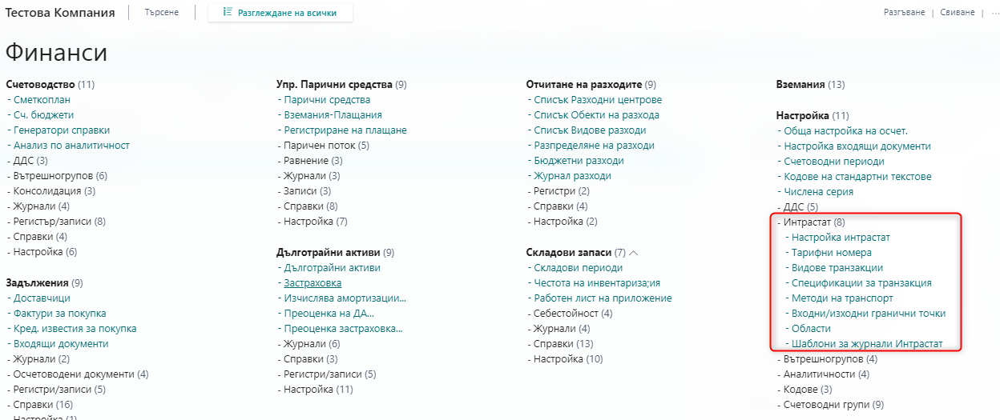 Тестова Компания | Търсене | Разглеждане на всички
Разгъване | Свиване | ...
Финанси
Счетоводство (11)
- Сметкоплан
- Сч. бюджети
- Генератори справки
- Анализ по аналитичност
- ДДС (3)
- Вътрешногрупов (6)
- Консолидация (3)
- Журнали (4)
- Регистър/записи (8)
- Справки (4)
- Настройка (6)
Задължения (9)
- Доставчици
- Фактури за покупка
- Кред. известия за покупка
- Входящи документи
- Журнали (2)
- Осчетоводени документи (4)
- Регистри/записи (5)
- Справки (16)
- Настройка (1)
Упр. Парични средства (9)
- Парични средства
- Вземания-Плащания
- Регистриране на плащане
- Паричен поток (5)
- Равнение (3)
- Журнали (3)
- Записи (3)
- Справки (8)
- Настройка (7)
Дълготрайни активи (9)
- Дълготрайни активи
- Застраховка
- Изчислява амортизации...
- Преоценка на ДА...
- Преоценка застраховка...
- Журнали (6)
- Справки (3)
- Регистри/записи (5)
- Настройка (11)
Отчитане на разходите (9)
- Списък Разходни центрове
- Списък Обекти на разхода
- Списък Видове разходи
- Разпределяне на разходи
- Бюджетни разходи
- Журнал разходи
- Регистри (2)
- Справки (4)
- Настройка (2)
Складови запаси (7)
- Складови периоди
- Честота на инвентариза;ия
- Работен лист на приложение
- Себестойност (4)
- Журнали (4)
- Справки (13)
- Настройка (10)
Вземания (13)
Настройка (11)
- Обща настройка на осчет.
- Настройка входящи документи
- Счетоводни периоди
- Кодове на стандартни текстове
- Числена серия
- ДДС (5)
- Интрастат (8)
- Настройка интрастат
- Тарифни номера
- Видове транзакции
- Спецификации за транзакция
- Методи на транспорт
- Входни/изходни гранични точки
- Области
- Шаблони за журнали Интрастат
- Вътрешногрупов (4)
- Аналитичности (4)
- Кодове (3)
- Счетоводни групи (9)